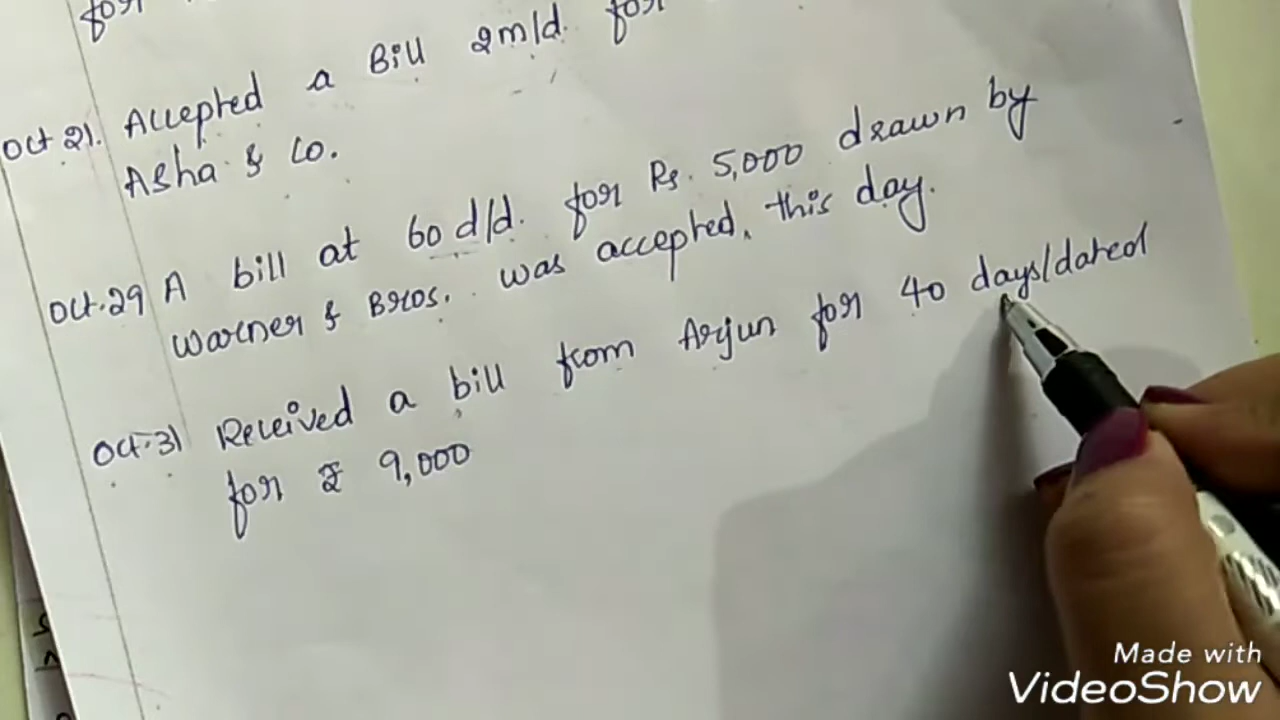 for
Oct 21. Accepted a Bill 2m/d. for
Asha & Co.
Oct. 29 A bill at 60 d/d. for Rs. 5,000 drawn by
Warner & Bros. was accepted, this day.
Oct. 31 Received a bill from Arjun for 40 days/dated
for ₹ 9,000
Made with
VideoShow